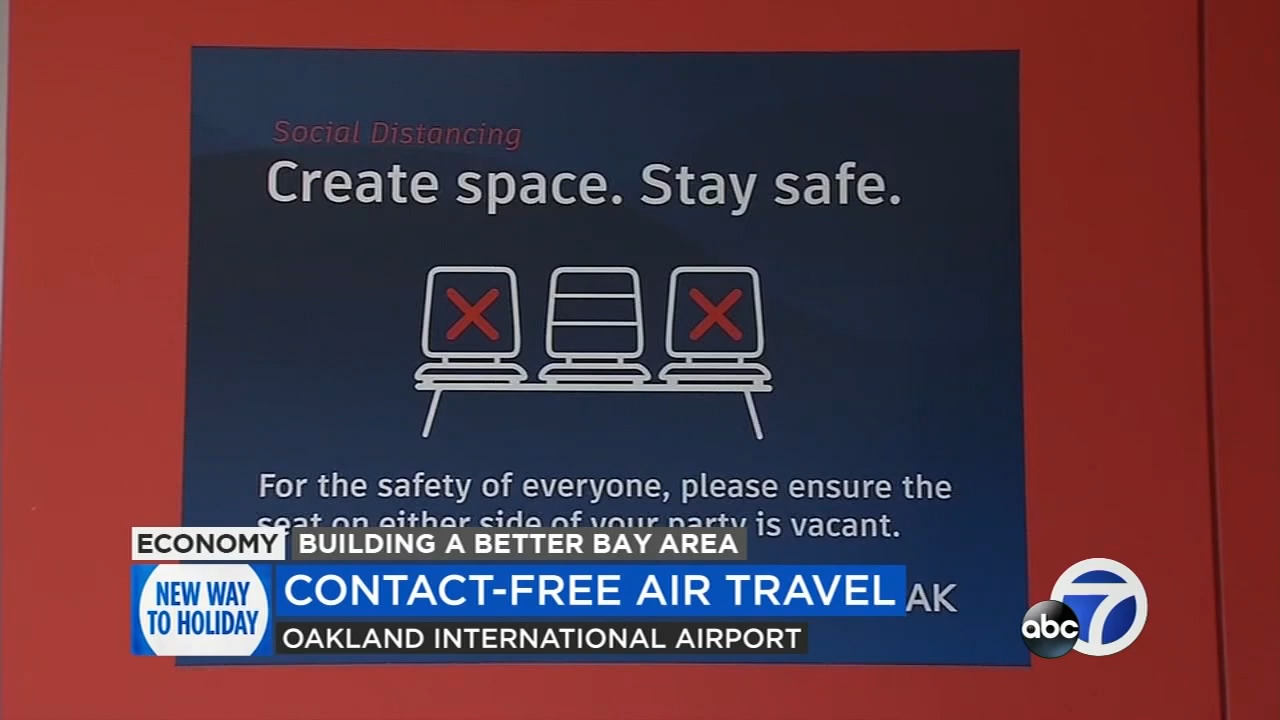 Social Distancing
Create space. Stay safe.
For the safety of everyone, please ensure the
seat on either side of your party is vacant.
ECONOMY
BUILDING A BETTER BAY AREA
NEW WAY
TO HOLIDAY
CONTACT-FREE AIR TRAVEL
AK
OAKLAND INTERNATIONAL AIRPORT
abc 7